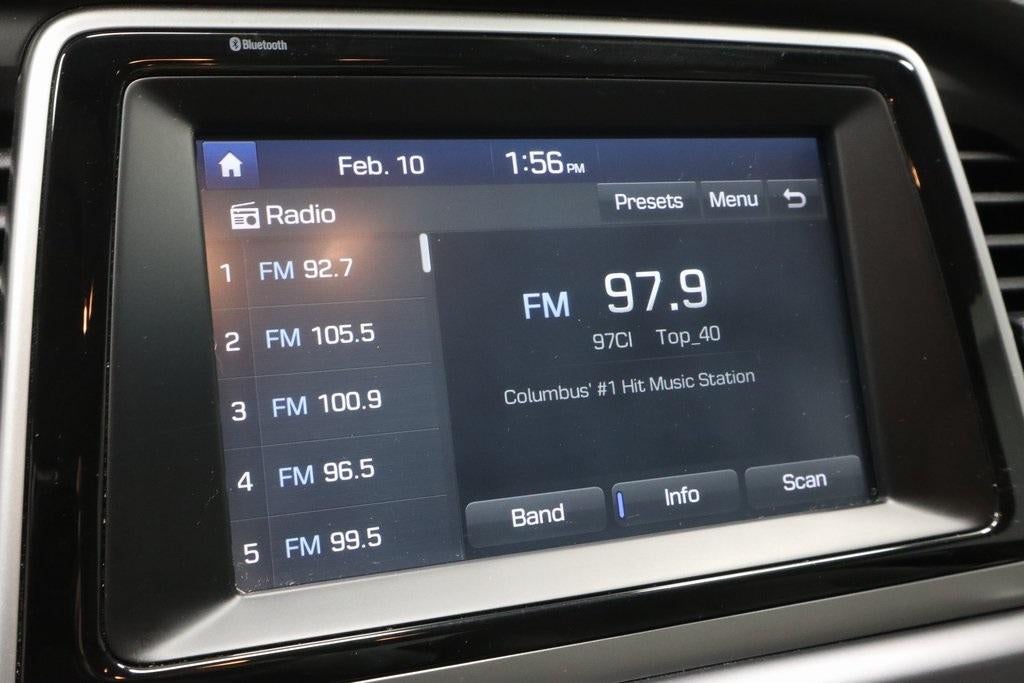 Bluetooth
Feb. 10 1:56 PM
Radio Presets Menu
1 FM 92.7
2 FM 105.5
3 FM 100.9
4 FM 96.5
5 FM 99.5
FM 97.9
97CI Top_40
Columbus' #1 Hit Music Station
Band Info Scan